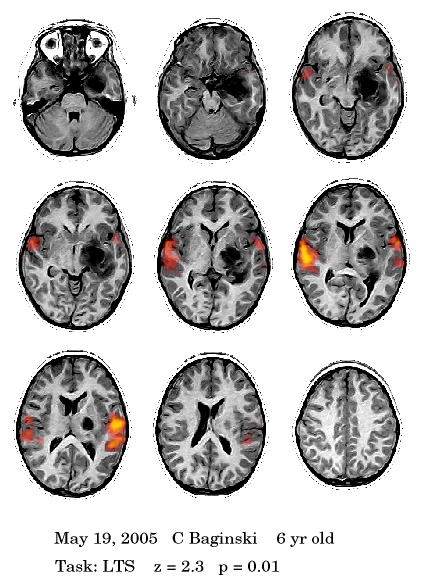 May 19, 2005 C Baginski 6 yr old
Task: LTS z = 2.3 p = 0.01